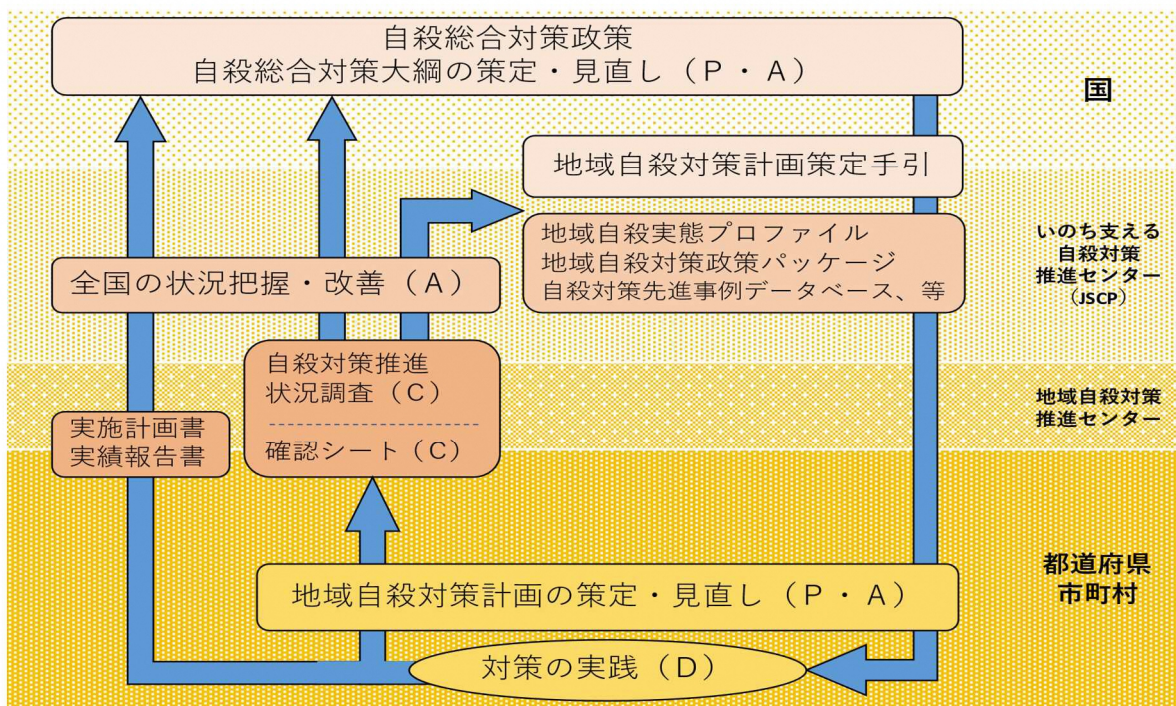 自殺総合対策政策
自殺総合対策大綱の策定・見直し（P・A）
国
地域自殺対策計画策定手引
地域自殺実態プロファイル
地域自殺対策政策パッケージ
自殺対策先進事例データベース、等
いのち支える
自殺対策
推進センター
（JSCP）
全国の状況把握・改善（A）
自殺対策推進
状況調査（C）
確認シート（C）
地域自殺対策
推進センター
実施計画書
実績報告書
都道府県
市町村
地域自殺対策計画の策定・見直し（P・A）
対策の実践（D）